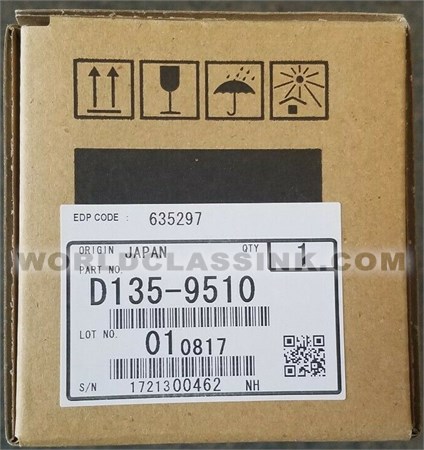 EDP CODE : 635297
ORIGIN JAPAN QTY 1
WORLDCLASSINK.COM
PART NO.
D135-9510
LOT NO. 01 0817
S/N 1721300462 NH